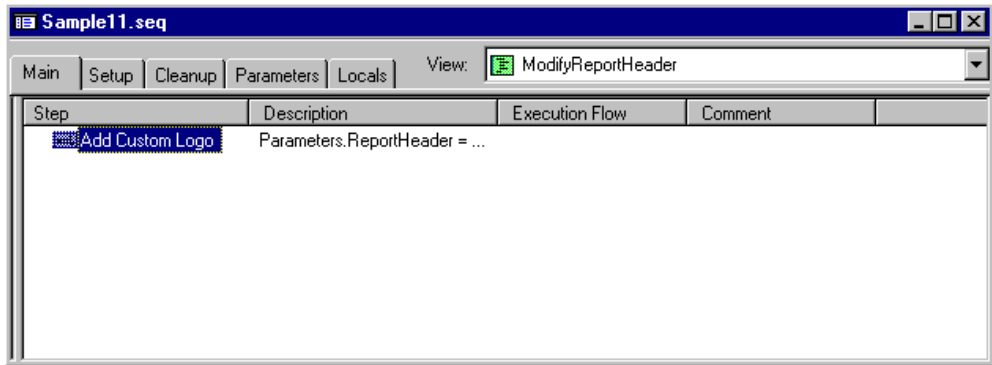 Sample11.seq
Main Setup Cleanup Parameters Locals View: ModifyReportHeader
Step Description Execution Flow Comment
Add Custom Logo Parameters.ReportHeader = ...